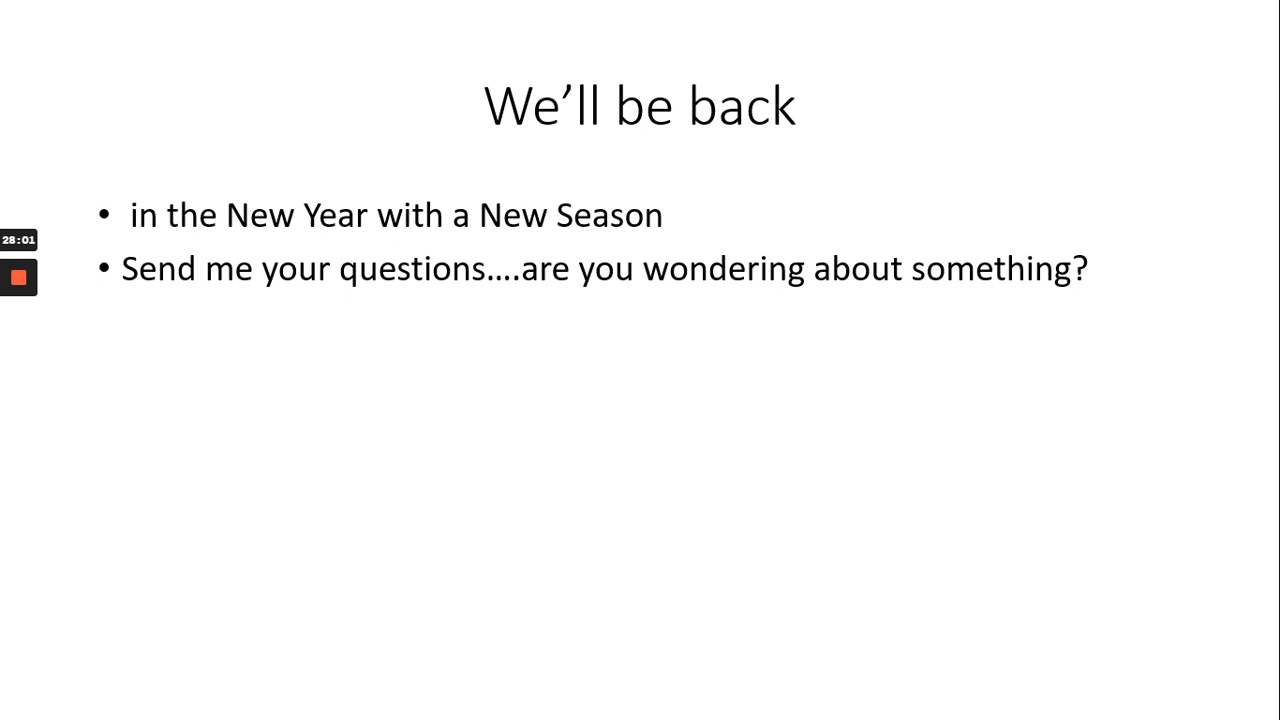 We’ll be back
• in the New Year with a New Season
28:01
• Send me your questions....are you wondering about something?